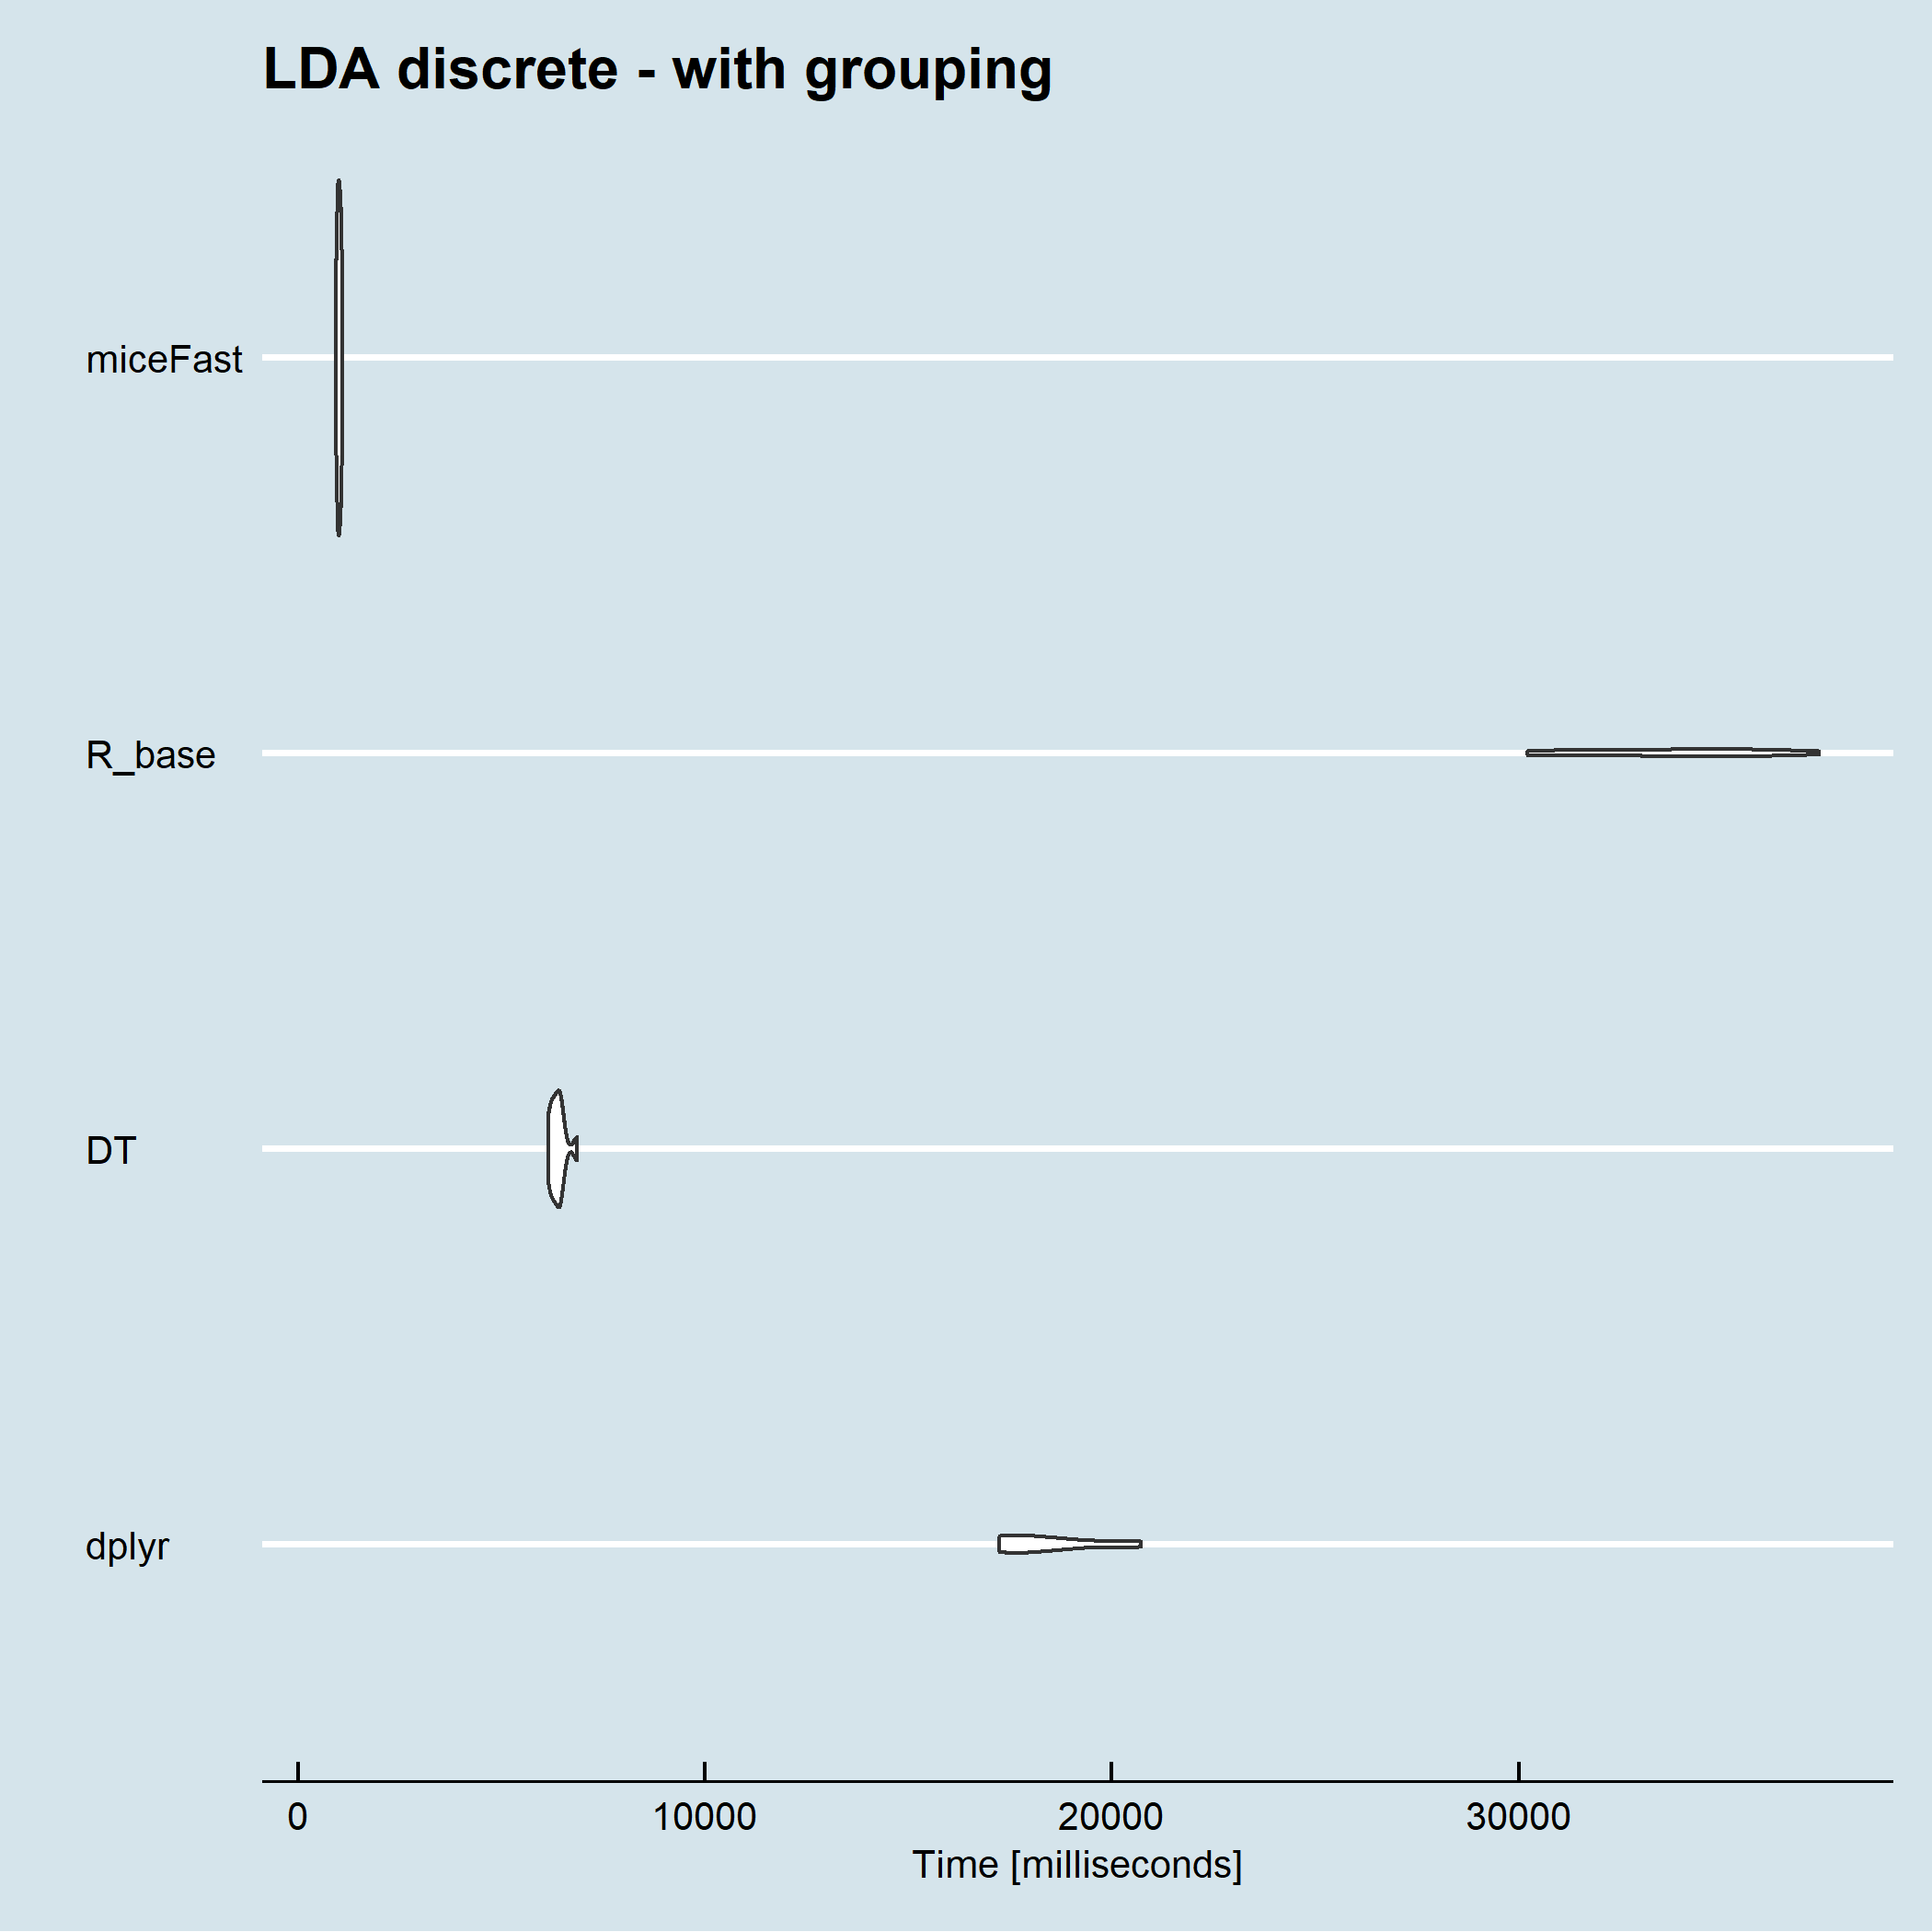 LDA discrete - with grouping
miceFast
R_base
DT
dplyr
0 10000 20000 30000
Time [milliseconds]